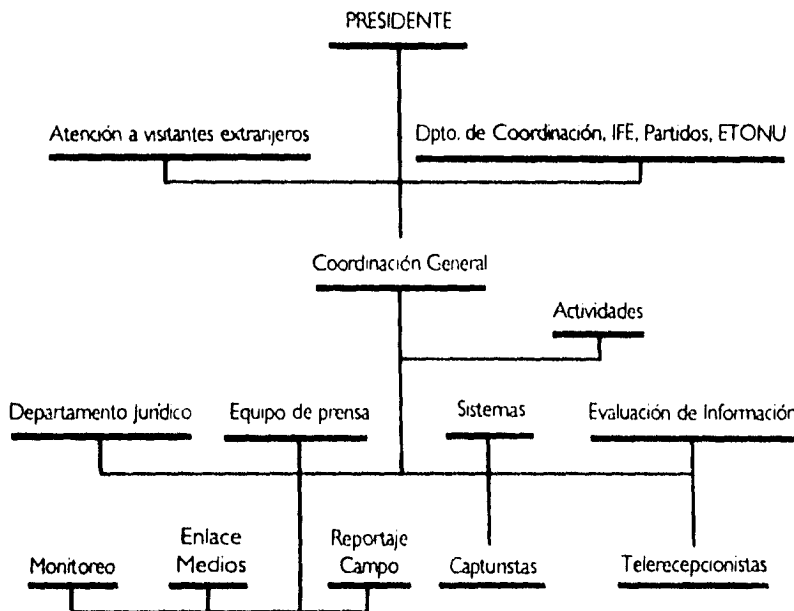 PRESIDENTE
Atención a visitantes extranjeros
Dpto. de Coordinación, IFE, Partidos, ETONU
Coordinación General
Actividades
Departamento Jurídico
Equipo de prensa
Sistemas
Evaluación de Información
Monitoreo
Enlace
Medios
Reportaje
Campo
Capturistas
Telerecepcionistas